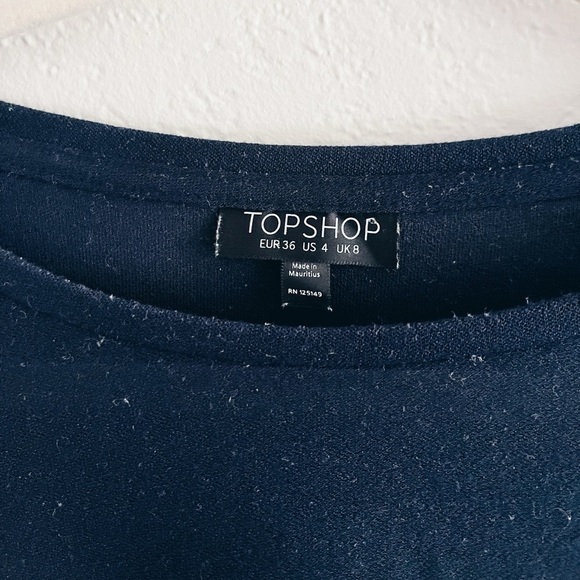 TOPSHOP
EUR 36 US 4 UK 8
Made in
Mauritius
RN 125149